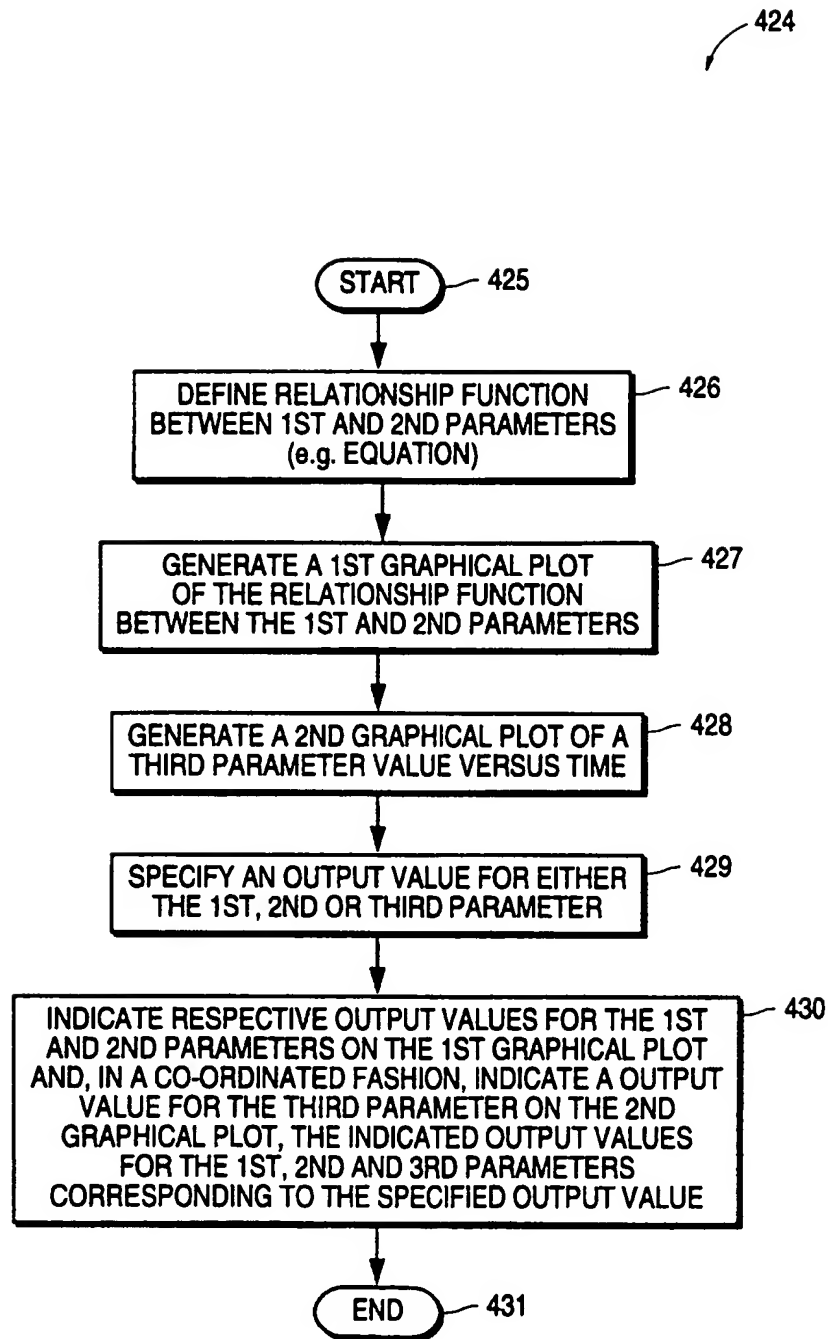 424
START
425
DEFINE RELATIONSHIP FUNCTION
BETWEEN 1ST AND 2ND PARAMETERS
(e.g. EQUATION)
426
GENERATE A 1ST GRAPHICAL PLOT
OF THE RELATIONSHIP FUNCTION
BETWEEN THE 1ST AND 2ND PARAMETERS
427
GENERATE A 2ND GRAPHICAL PLOT OF A
THIRD PARAMETER VALUE VERSUS TIME
428
SPECIFY AN OUTPUT VALUE FOR EITHER
THE 1ST, 2ND OR THIRD PARAMETER
429
INDICATE RESPECTIVE OUTPUT VALUES FOR THE 1ST
AND 2ND PARAMETERS ON THE 1ST GRAPHICAL PLOT
AND, IN A CO-ORDINATED FASHION, INDICATE A OUTPUT
VALUE FOR THE THIRD PARAMETER ON THE 2ND
GRAPHICAL PLOT, THE INDICATED OUTPUT VALUES
FOR THE 1ST, 2ND AND 3RD PARAMETERS
CORRESPONDING TO THE SPECIFIED OUTPUT VALUE
430
END
431